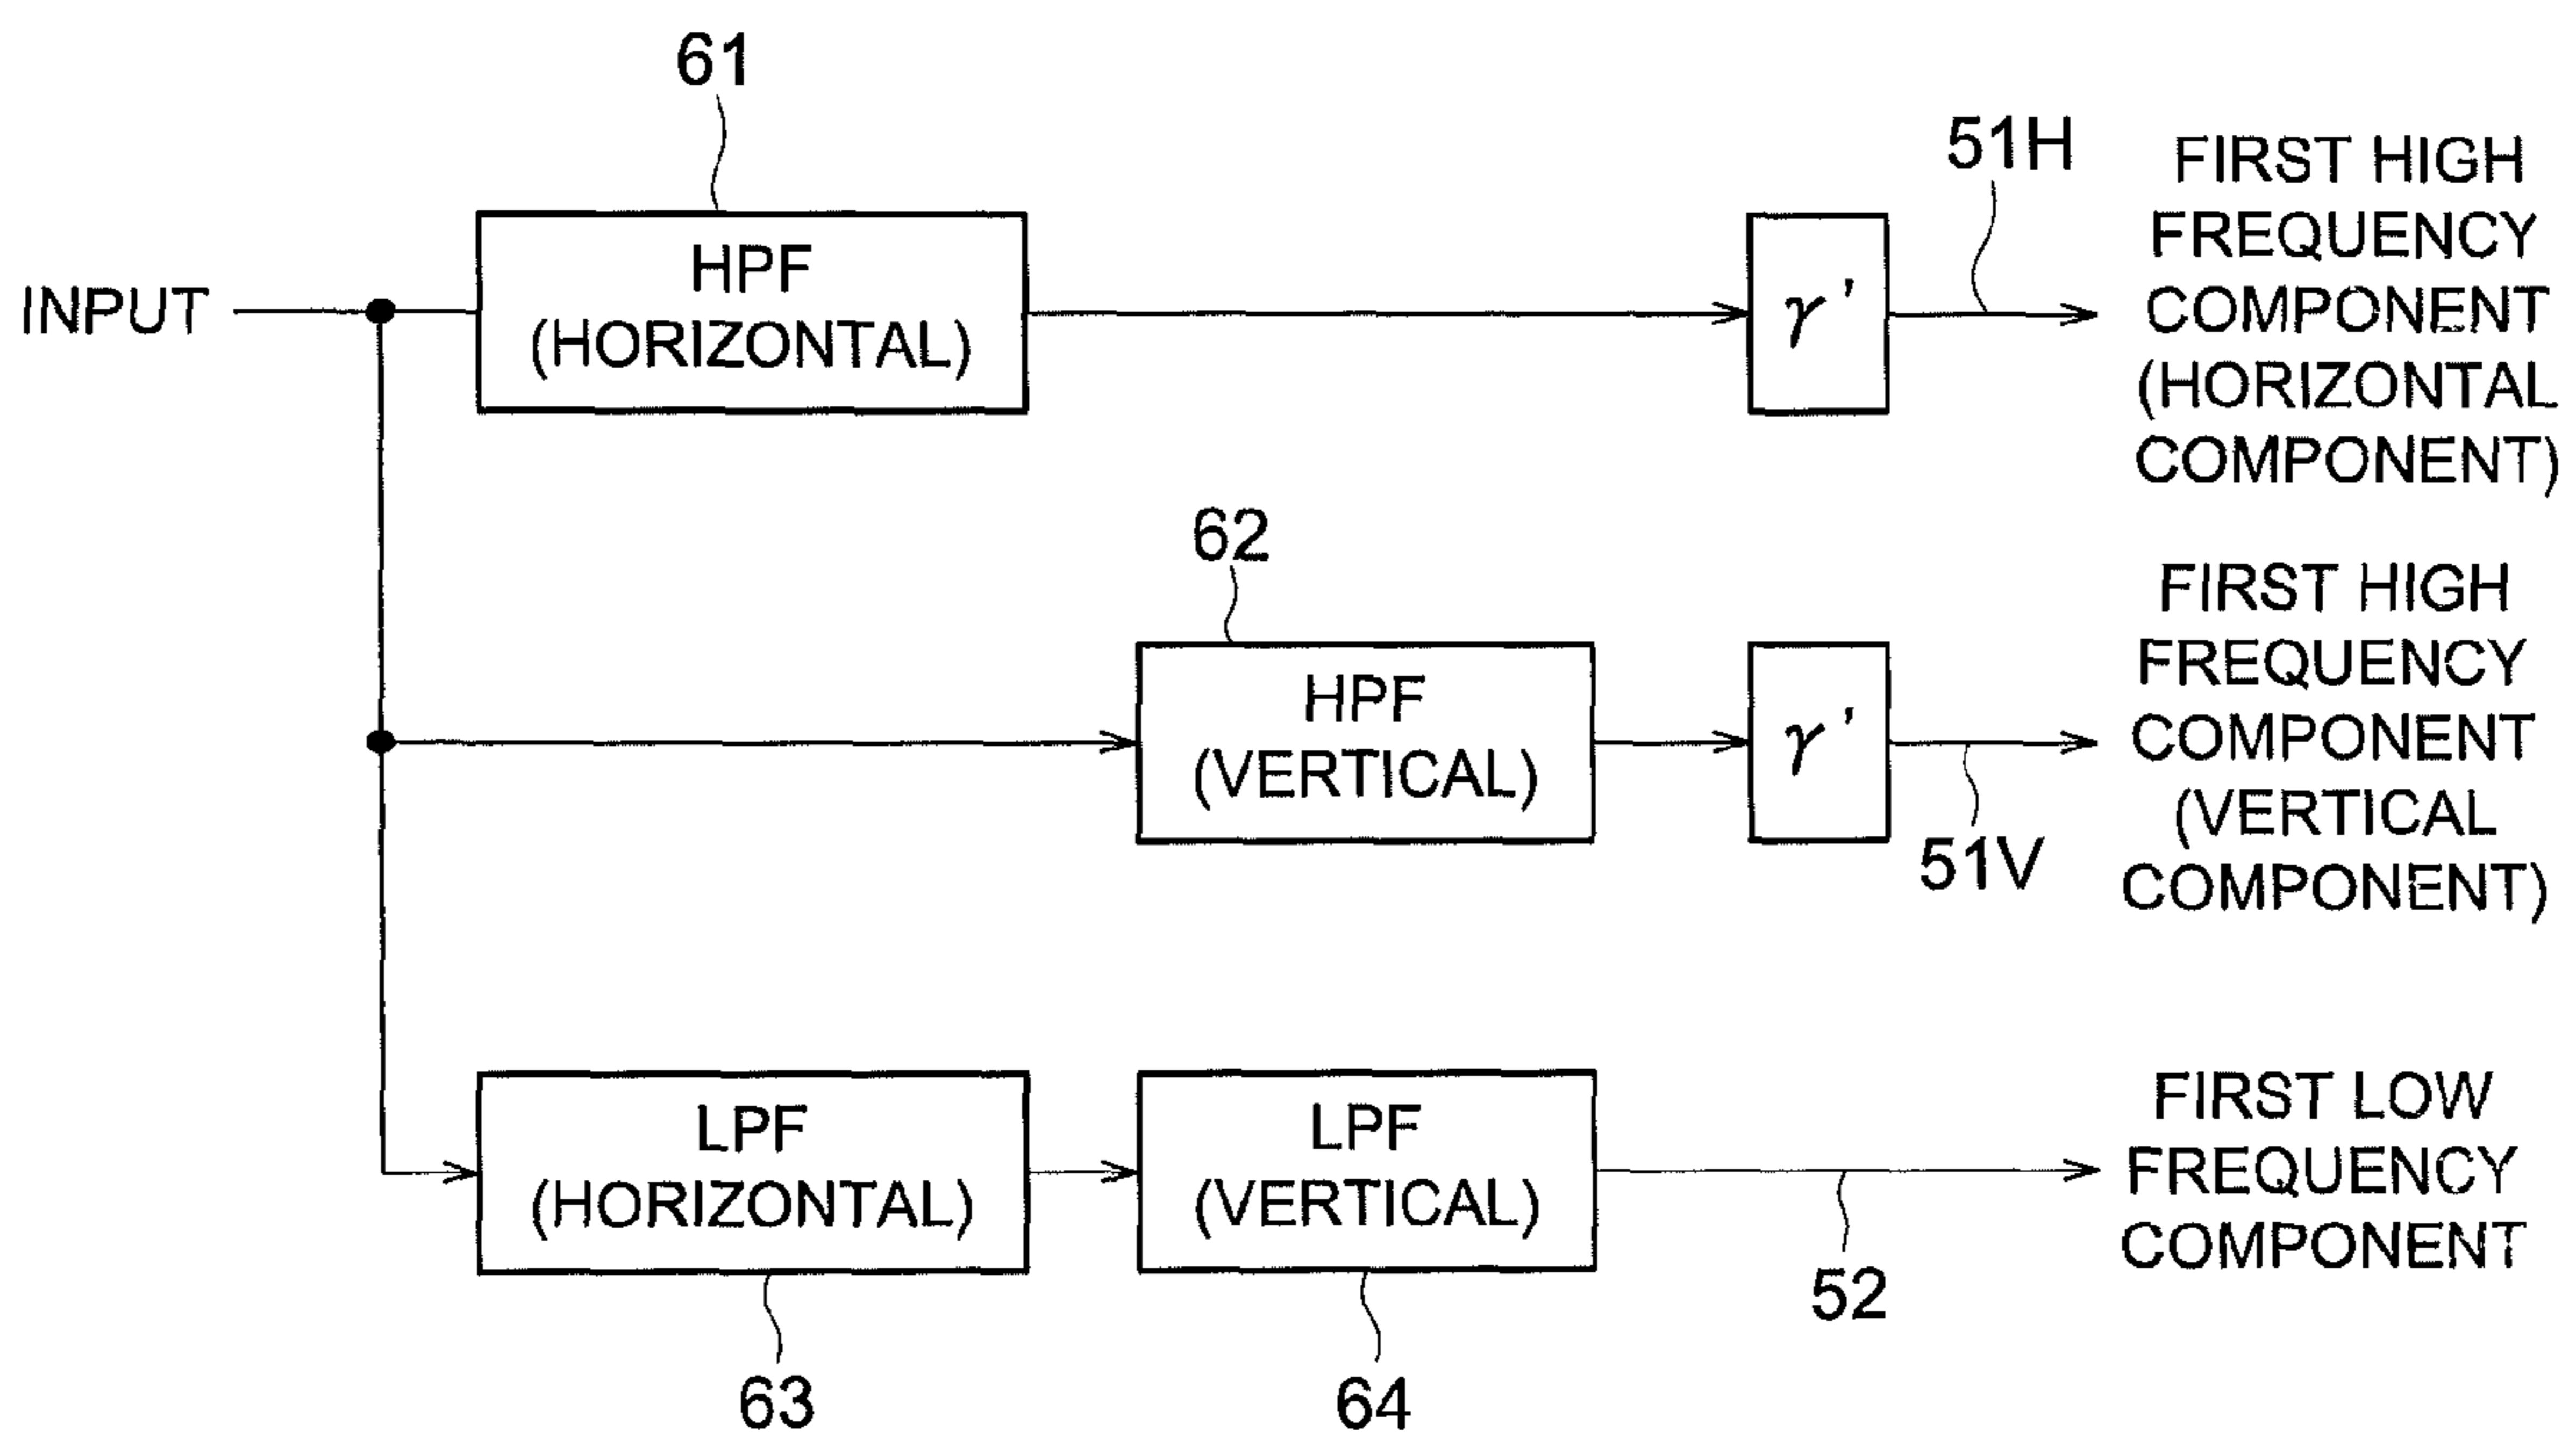 61
HPF
(HORIZONTAL)
INPUT
γ'
51H
FIRST HIGH
FREQUENCY
COMPONENT
(HORIZONTAL
COMPONENT)
62
HPF
(VERTICAL)
γ'
51V
FIRST HIGH
FREQUENCY
COMPONENT
(VERTICAL
COMPONENT)
LPF
(HORIZONTAL)
63
LPF
(VERTICAL)
64
52
FIRST LOW
FREQUENCY
COMPONENT